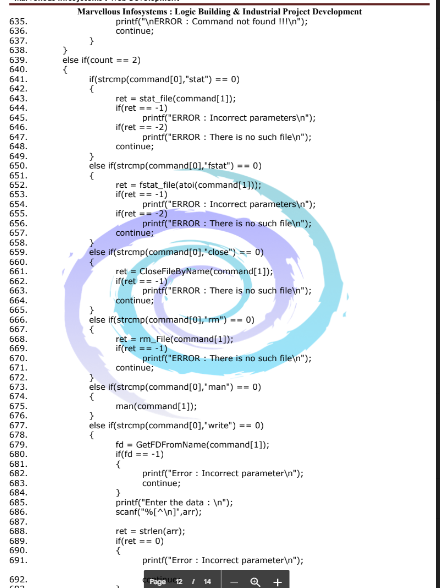 Marvellous Infosystems : Logic Building & Industrial Project Development
635. printf("\nERROR : Command not found !!!\n");
636. continue;
637. }
638. }
639. else if(count == 2)
640. {
641. if(strcmp(command[0],"stat") == 0)
642. {
643. ret = stat_file(command[1]);
644. if(ret == -1)
645. printf("ERROR : Incorrect parameters\n");
646. if(ret == -2)
647. printf("ERROR : There is no such file\n");
648. continue;
649. }
650. else if(strcmp(command[0],"fstat") == 0)
651. {
652. ret = fstat_file(atoi(command[1]));
653. if(ret == -1)
654. printf("ERROR : Incorrect parameters\n");
655. if(ret == -2)
656. printf("ERROR : There is no such file\n");
657. continue;
658. }
659. else if(strcmp(command[0],"close") == 0)
660. {
661. ret = CloseFileByName(command[1]);
662. if(ret == -1)
663. printf("ERROR : There is no such file\n");
664. continue;
665. }
666. else if(strcmp(command[0],"rm") == 0)
667. {
668. ret = rm_File(command[1]);
669. if(ret == -1)
670. printf("ERROR : There is no such file\n");
671. continue;
672. }
673. else if(strcmp(command[0],"man") == 0)
674. {
675. man(command[1]);
676. }
677. else if(strcmp(command[0],"write") == 0)
678. {
679. fd = GetFDFromName(command[1]);
680. if(fd == -1)
681. {
682. printf("Error : Incorrect parameter\n");
683. continue;
684. }
685. printf("Enter the data : \n");
686. scanf("%[^\n]",arr);
687.
688. ret = strlen(arr);
689. if(ret == 0)
690. {
691. printf("Error : Incorrect parameter\n");
692.
Page 12 / 14